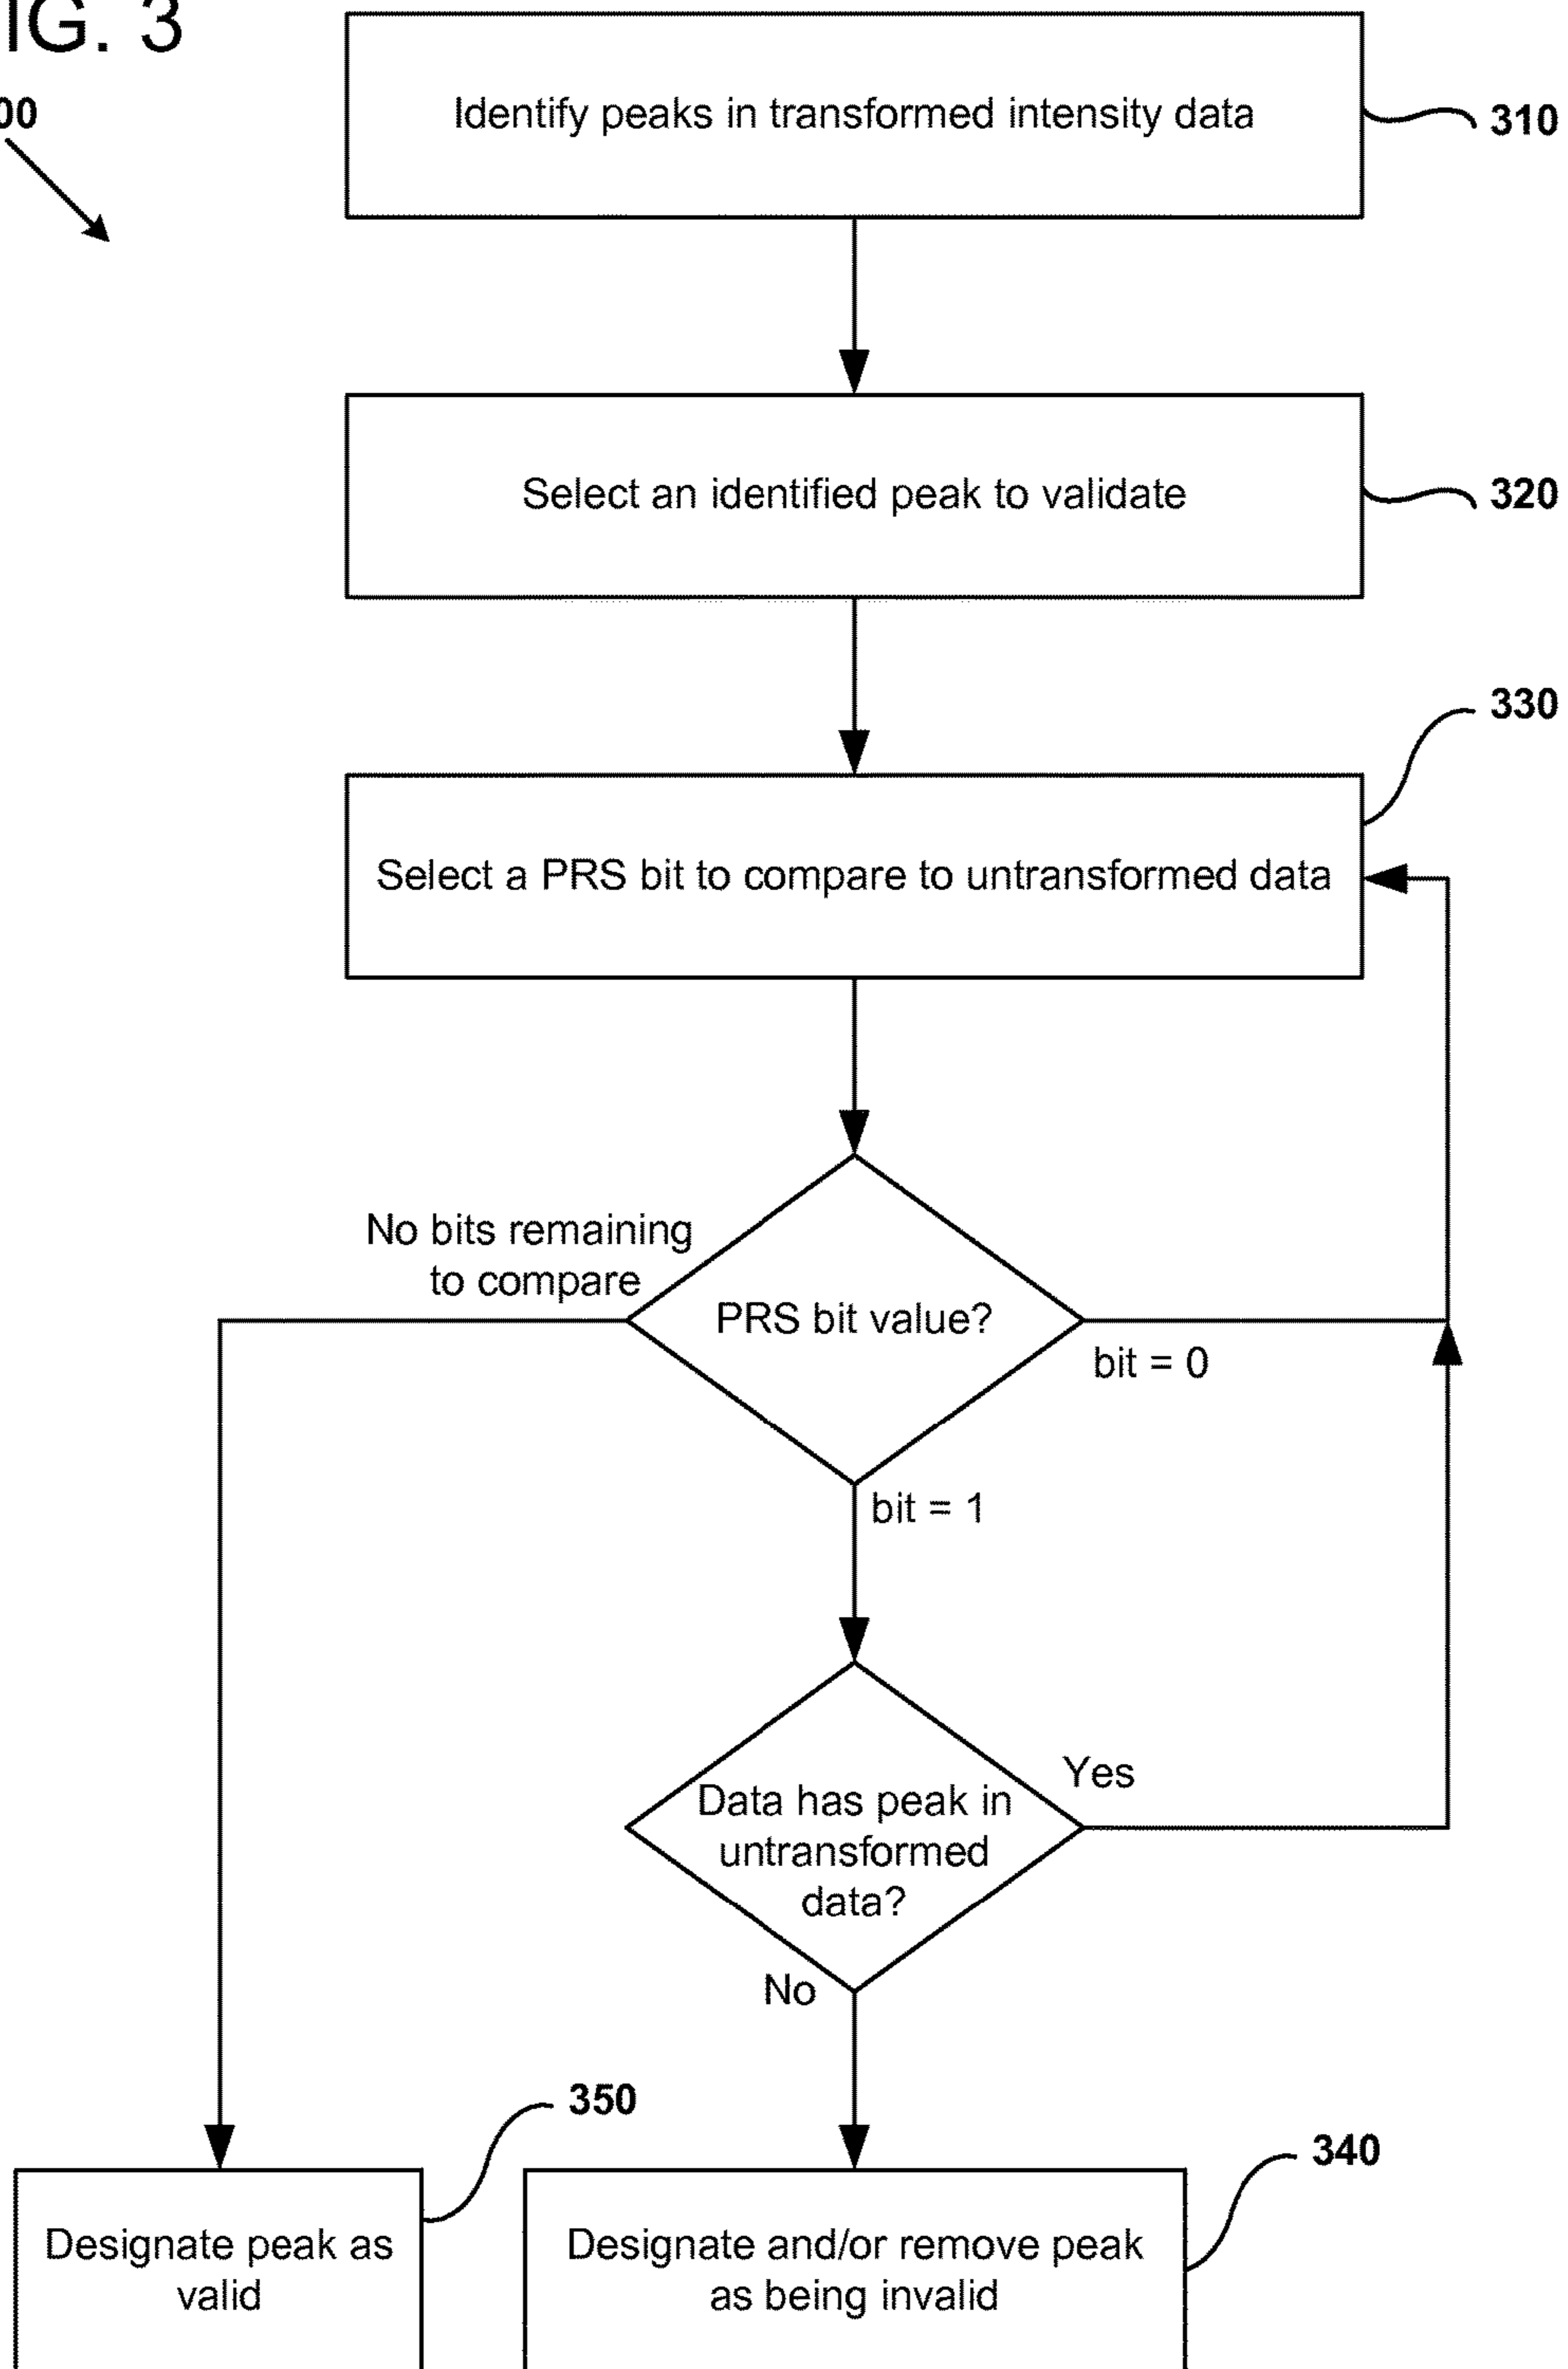 IG. 3
00
Identify peaks in transformed intensity data
310
Select an identified peak to validate
320
330
Select a PRS bit to compare to untransformed data
No bits remaining
to compare
PRS bit value?
bit = 0
bit = 1
Yes
Data has peak in
untransformed
data?
No
350
340
Designate peak as
valid
Designate and/or remove peak
as being invalid